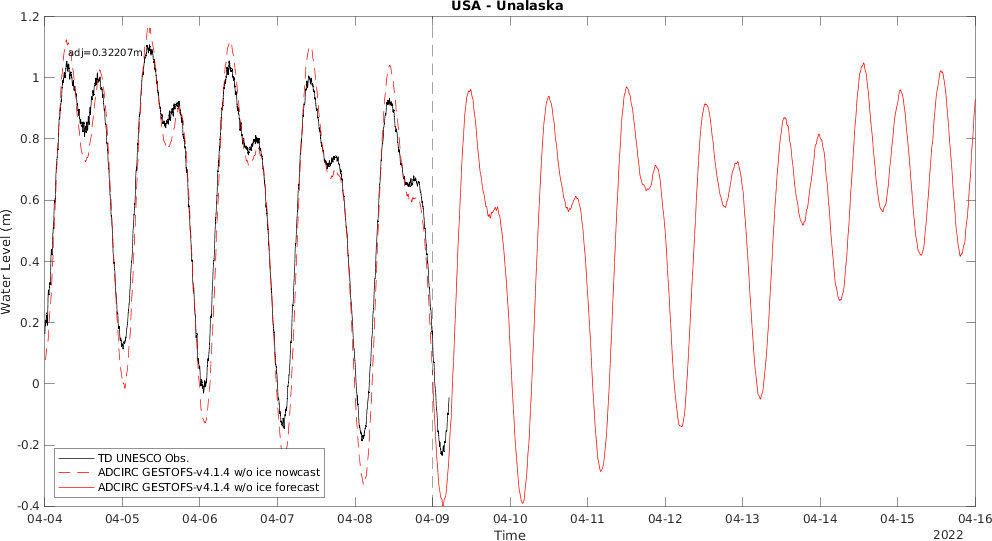 USA - Unalaska
1.2
1
0.8
0.6
0.4
0.2
0
-0.2
-0.4
Water Level (m)
adj=0.32207m
TD UNESCO Obs.
ADCIRC GESTOFS-v4.1.4 w/o ice nowcast
ADCIRC GESTOFS-v4.1.4 w/o ice forecast
04-04 04-05 04-06 04-07 04-08 04-09 04-10 04-11 04-12 04-13 04-14 04-15 04-16
Time
2022